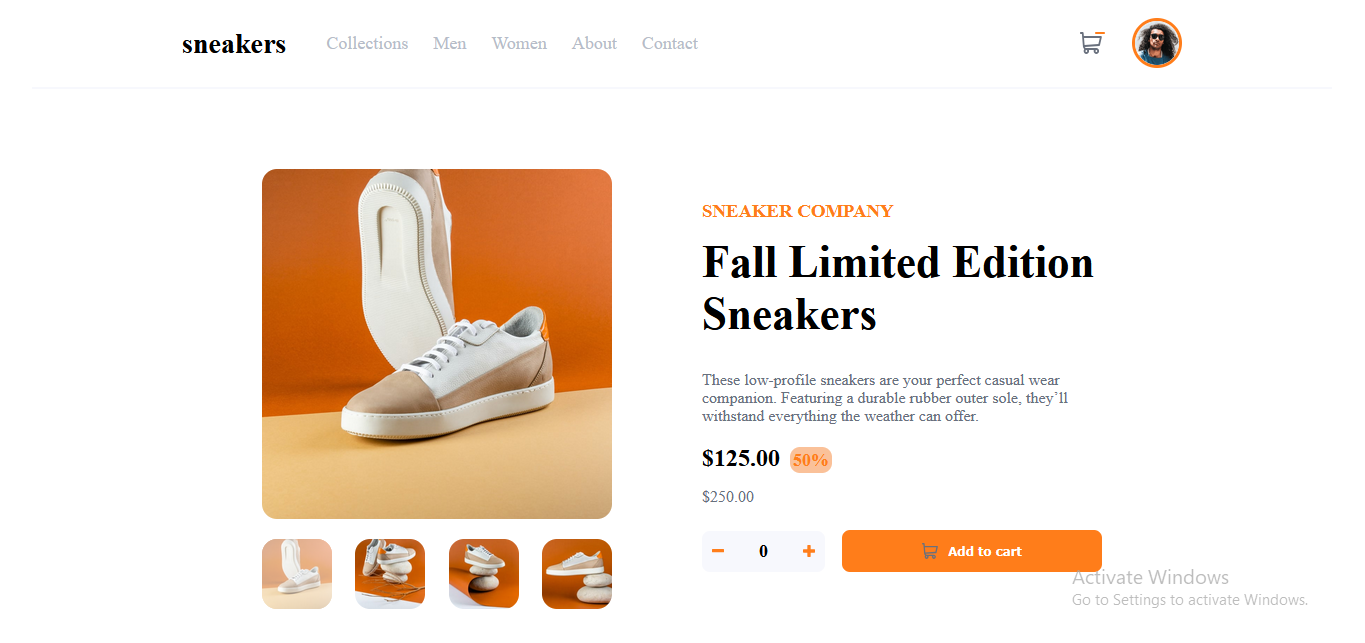 sneakers
Collections Men Women About Contact
SNEAKER COMPANY
Fall Limited Edition
Sneakers
These low-profile sneakers are your perfect casual wear
companion. Featuring a durable rubber outer sole, they`ll
withstand everything the weather can offer.
$125.00 50%
$250.00
0
Add to cart
Activate Windows
Go to Settings to activate Windows.